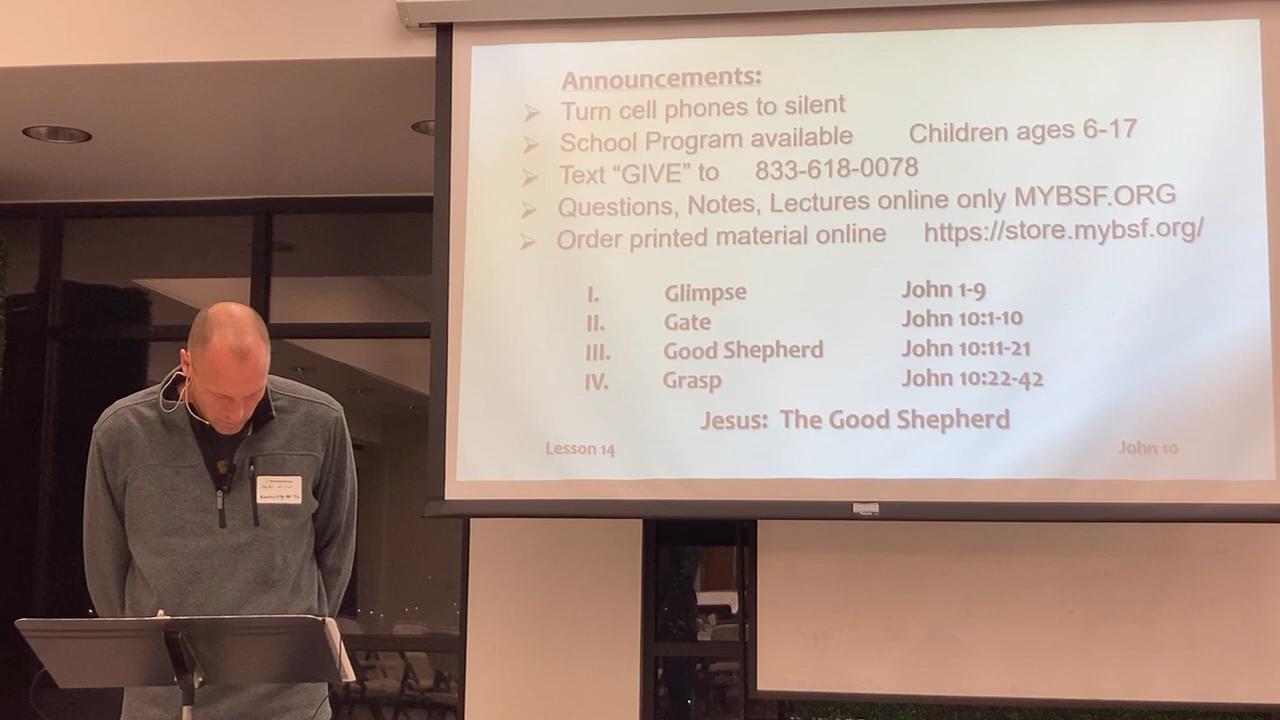 Announcements:
➢ Turn cell phones to silent
➢ School Program available Children ages 6-17
➢ Text “GIVE” to 833-618-0078
➢ Questions, Notes, Lectures online only MYBSF.ORG
➢ Order printed material online https://store.mybsf.org/
I. Glimpse John 1-9
II. Gate John 10:1-10
III. Good Shepherd John 10:11-21
IV. Grasp John 10:22-42
Jesus: The Good Shepherd
Lesson 14 John 10